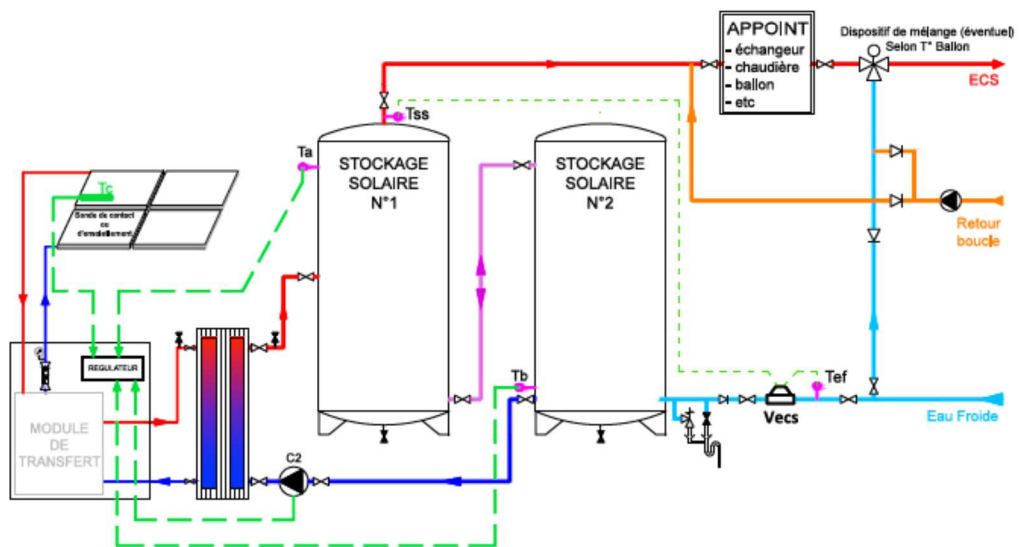 APPOINT
- échangeur
- chaudière
- ballon
- etc
Dispositif de mélange (éventuel)
Selon T° Ballon
ECS
Tss
Ta
STOCKAGE
SOLAIRE
N°1
STOCKAGE
SOLAIRE
N°2
Tc
Sonde de contact
ou
d'ensoleillement
Retour
boucle
REGULATEUR
Tb
Tef
Vecs
Eau Froide
MODULE
DE
TRANSFERT
C2